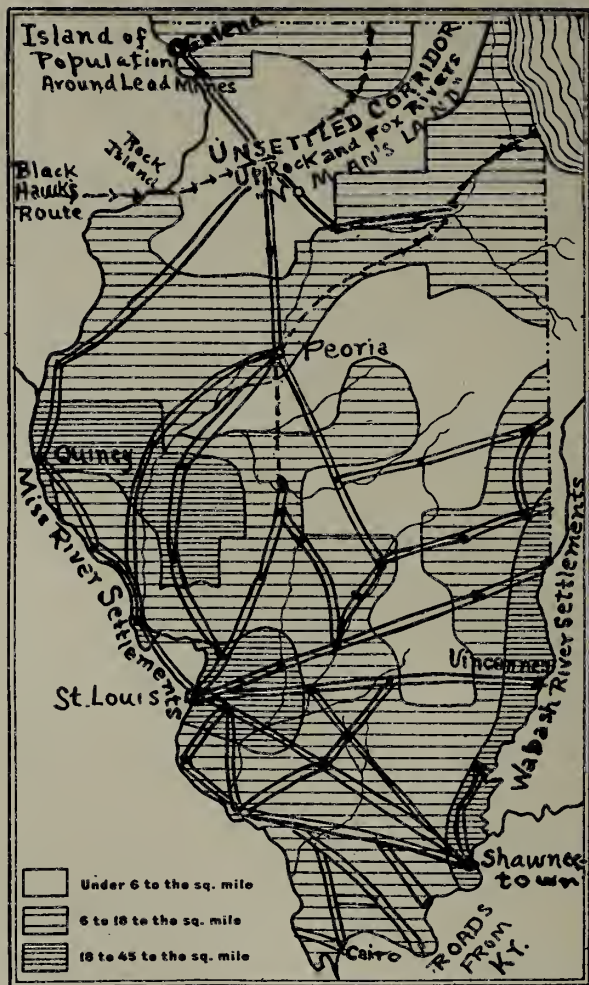 Island of
Population
Around Lead Mines
Galena
UNSETTLED CORRIDOR
UP Rock and Fox Rivers
MAN'S LAND"
Rock
Island
Black
Hawks
Route
Peoria
Quincy
Miss River Settlements
St. Louis
Vincennes
Wabash River Settlements
Shawnee-
town
Cairo
ROADS
FROM
KY.
Under 6 to the sq. mile
6 to 18 to the sq. mile
18 to 45 to the sq. mile